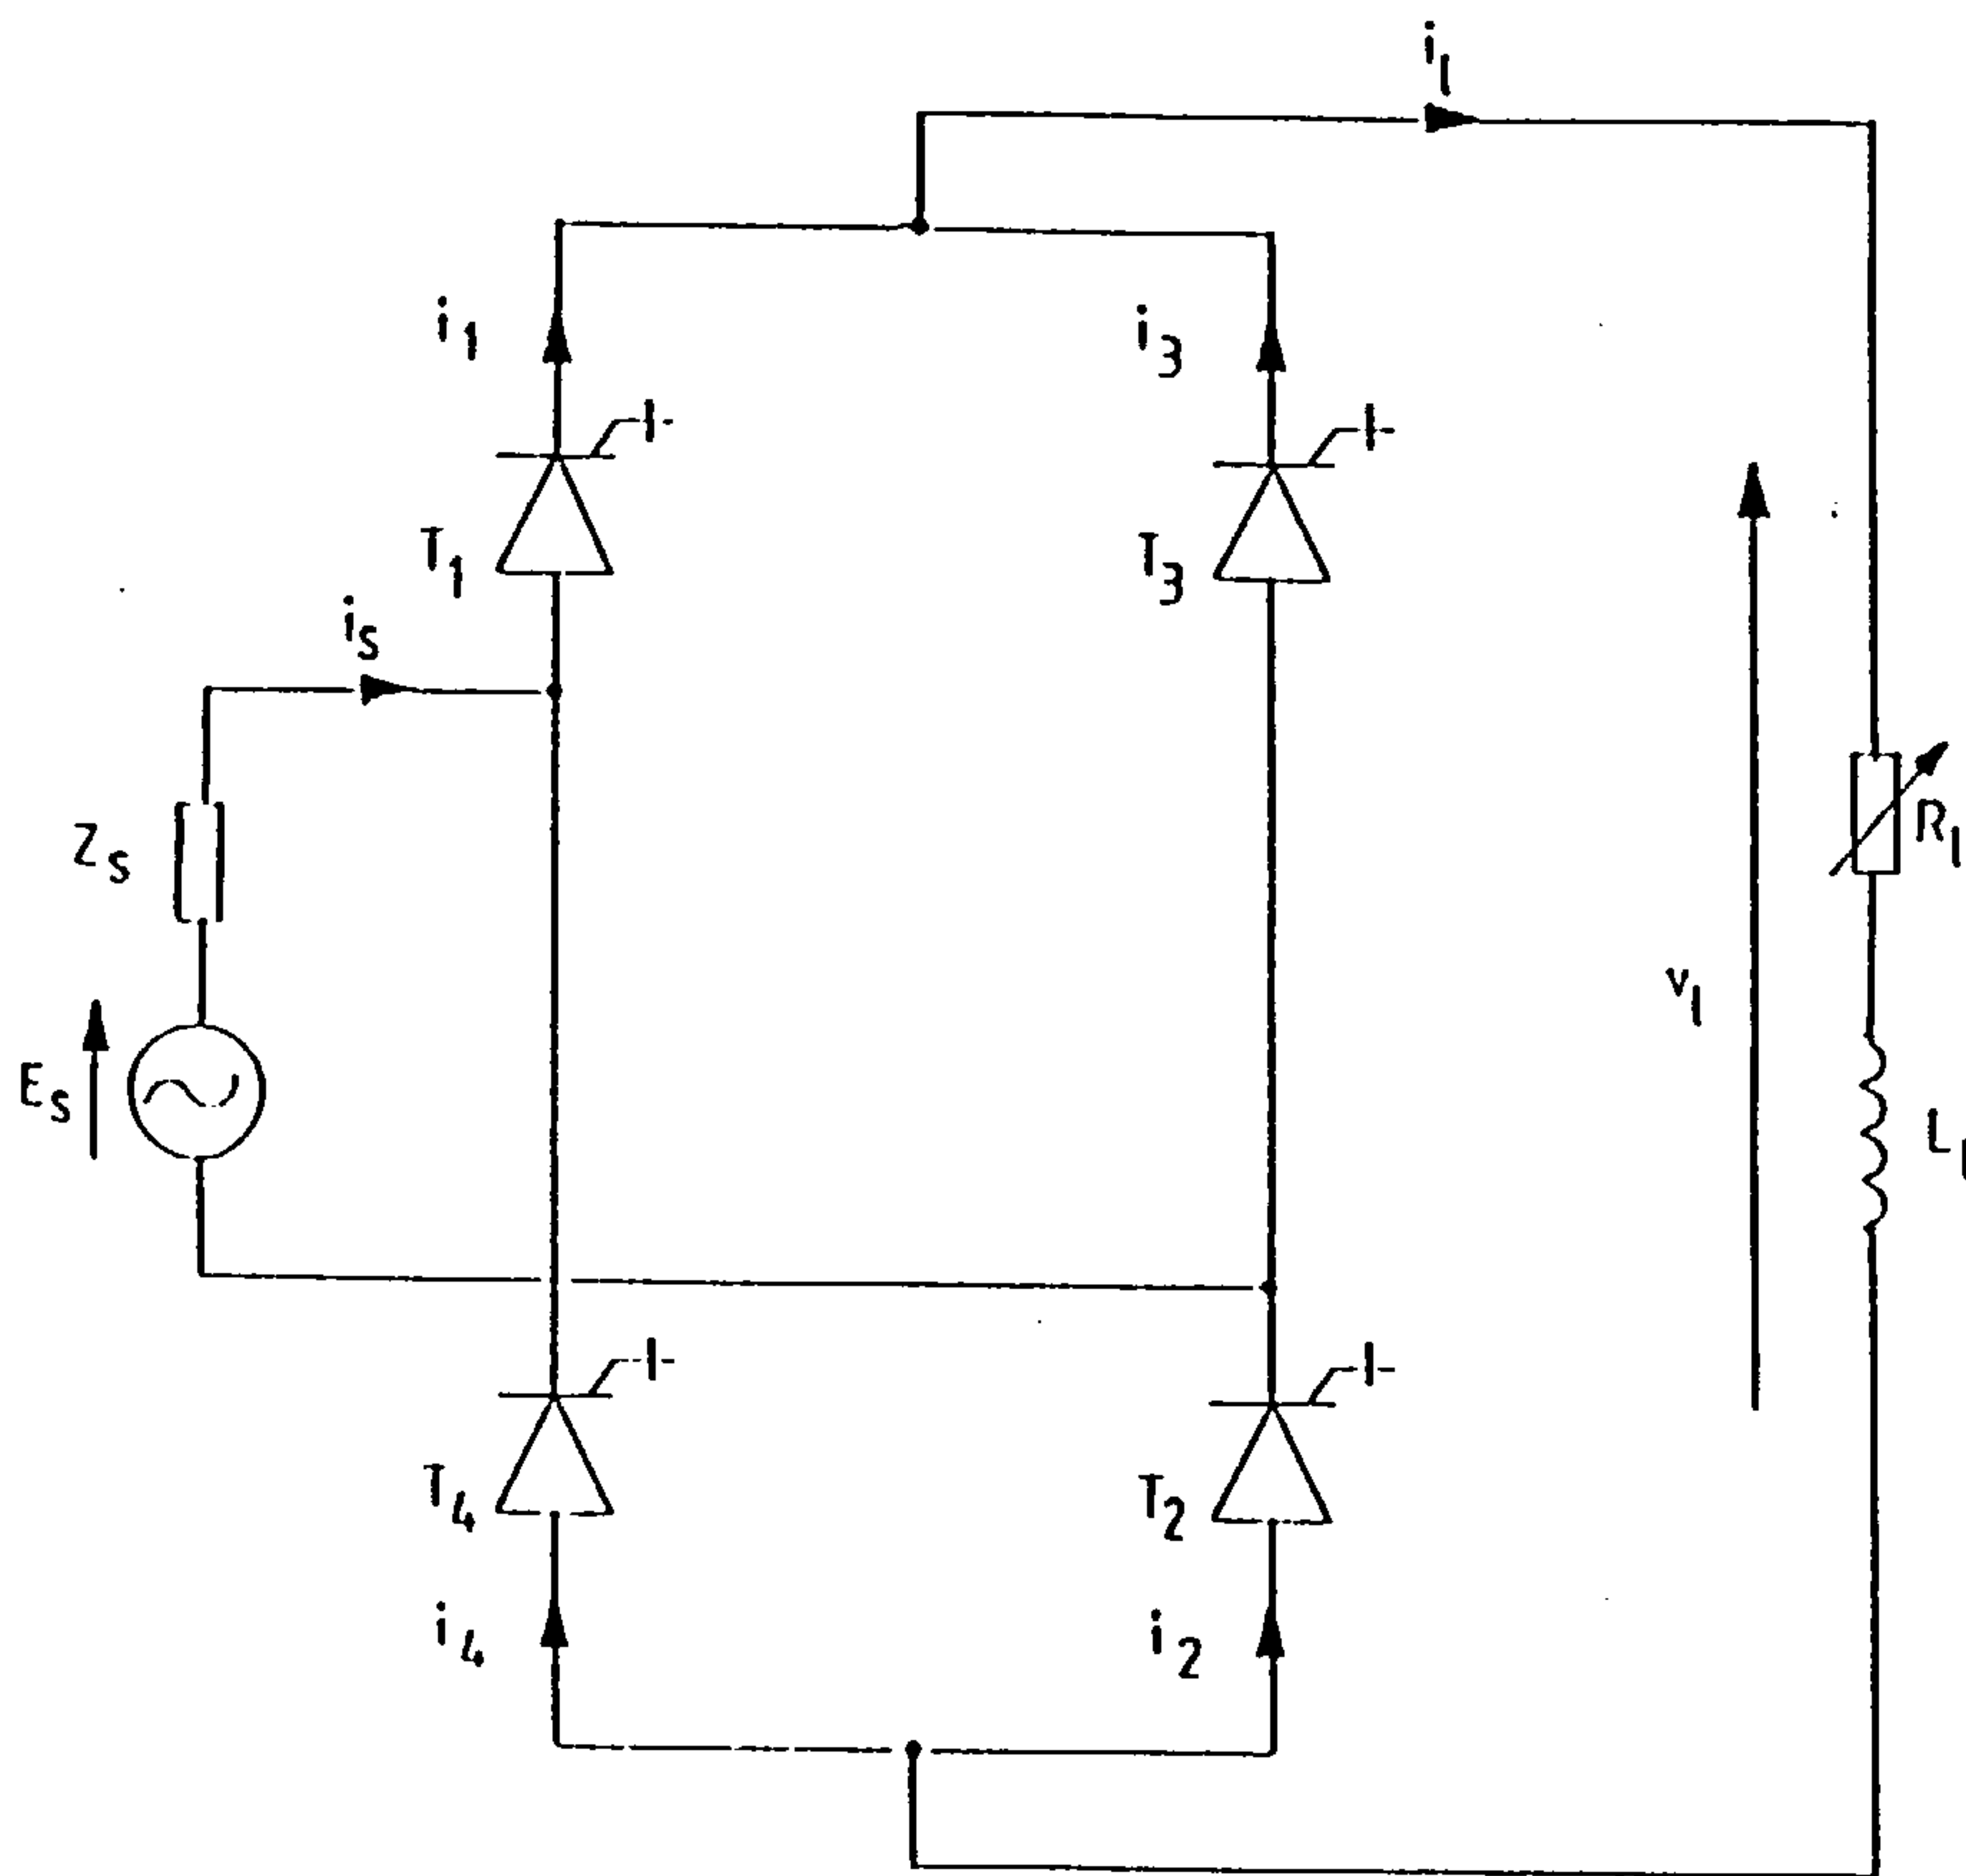 i_l
i_1
i_3
T_1
T_3
i_s
Z_s
R_l
v_l
E_s
L_l
T_4
T_2
i_4
i_2